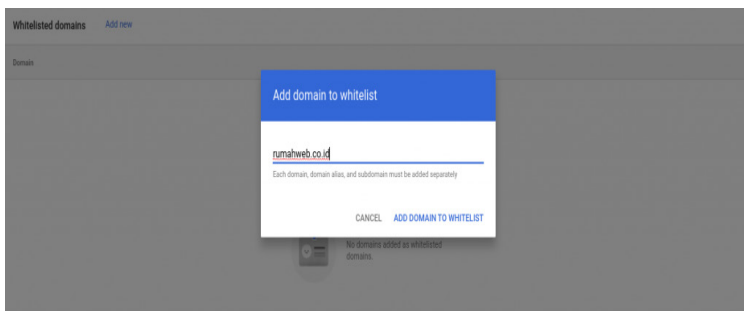 Whitelisted domains Add new
Domain
Add domain to whitelist
rumahweb.co.id
Each domain, domain alias, and subdomain must be added separately
CANCEL ADD DOMAIN TO WHITELIST
No domains added as whitelisted
domains.